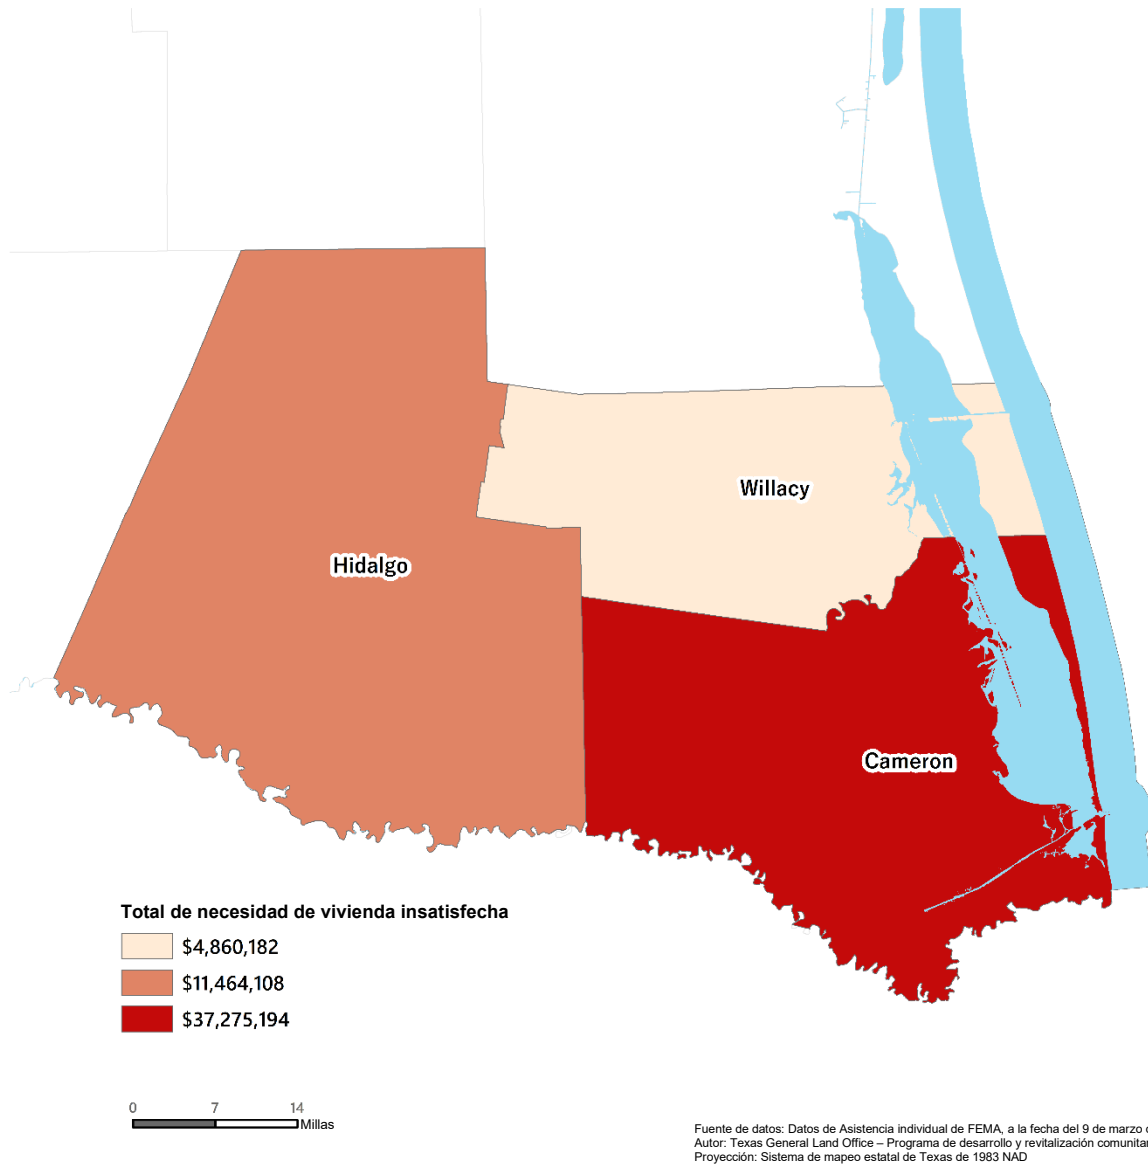 Willacy
Hidalgo
Cameron
Total de necesidad de vivienda insatisfecha
$4,860,182
$11,464,108
$37,275,194
0 7 14
Millas
Fuente de datos: Datos de Asistencia individual de FEMA, a la fecha del 9 de marzo
Autor: Texas General Land Office – Programa de desarrollo y revitalización
Proyección: Sistema de mapeo estatal de Texas de 1983 NAD